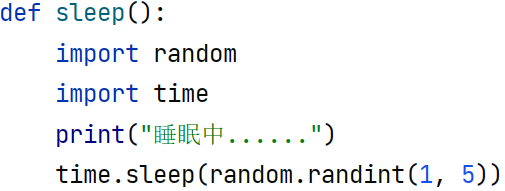 def sleep():
    import random
    import time
    print("睡眠中......")
    time.sleep(random.randint(1, 5))